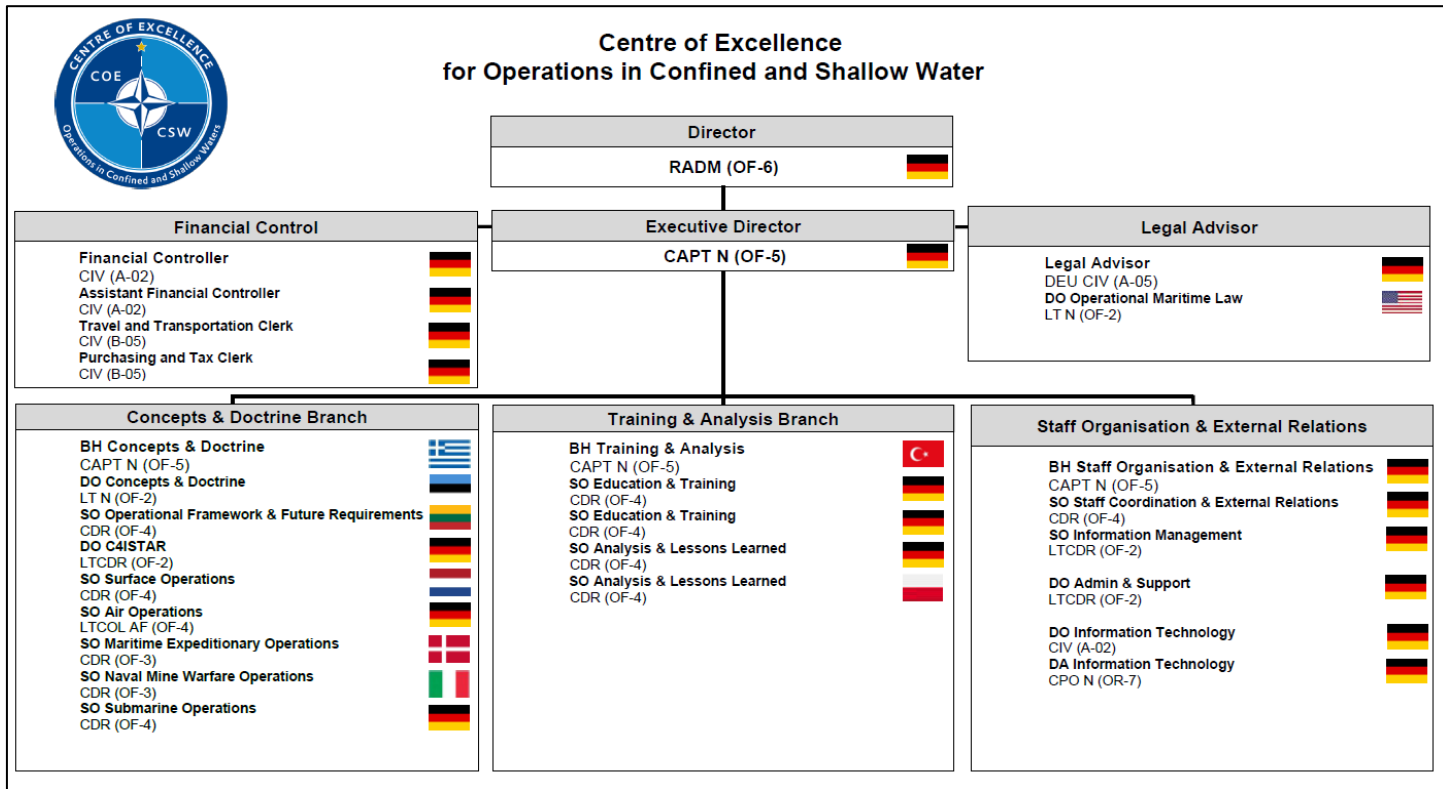 CENTRE OF EXCELLENCE
COE
CSW
Operations in Confined and Shallow Waters
Centre of Excellence
for Operations in Confined and Shallow Water
Director
RADM (OF-6)
Financial Control
Financial Controller
CIV (A-02)
Assistant Financial Controller
CIV (A-02)
Travel and Transportation Clerk
CIV (B-05)
Purchasing and Tax Clerk
CIV (B-05)
Executive Director
CAPT N (OF-5)
Legal Advisor
Legal Advisor
DEU CIV (A-05)
DO Operational Maritime Law
LT N (OF-2)
Concepts & Doctrine Branch
BH Concepts & Doctrine
CAPT N (OF-5)
DO Concepts & Doctrine
LT N (OF-2)
SO Operational Framework & Future Requirements
CDR (OF-4)
DO C4ISTAR
LTCDR (OF-2)
SO Surface Operations
CDR (OF-4)
SO Air Operations
LTCOL AF (OF-4)
SO Maritime Expeditionary Operations
CDR (OF-3)
SO Naval Mine Warfare Operations
CDR (OF-3)
SO Submarine Operations
CDR (OF-4)
Training & Analysis Branch
BH Training & Analysis
CAPT N (OF-5)
SO Education & Training
CDR (OF-4)
SO Education & Training
CDR (OF-4)
SO Analysis & Lessons Learned
CDR (OF-4)
SO Analysis & Lessons Learned
CDR (OF-4)
Staff Organisation & External Relations
BH Staff Organisation & External Relations
CAPT N (OF-5)
SO Staff Coordination & External Relations
CDR (OF-4)
SO Information Management
LTCDR (OF-2)
DO Admin & Support
LTCDR (OF-2)
DO Information Technology
CIV (A-02)
DA Information Technology
CPO N (OR-7)